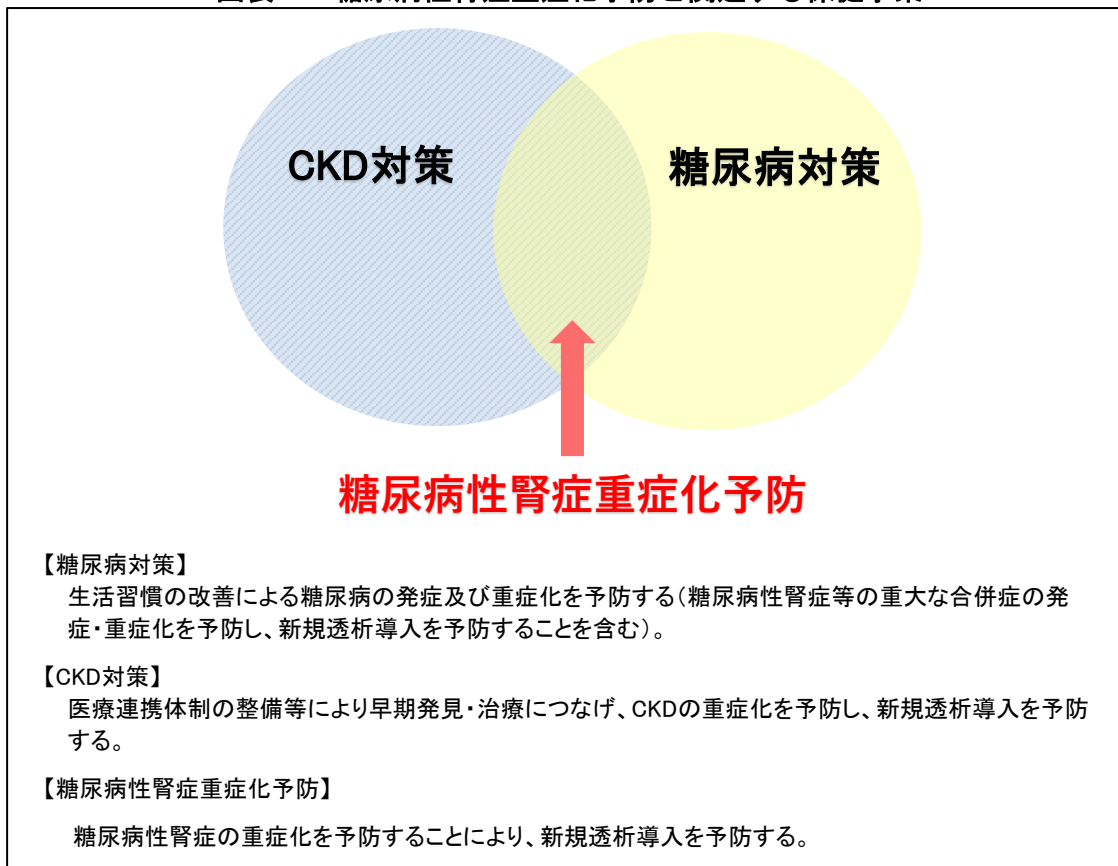 CKD対策
糖尿病対策
糖尿病性腎症重症化予防
【糖尿病対策】
生活習慣の改善による糖尿病の発症及び重症化を予防する（糖尿病性腎症等の重大な合併症の発
症・重症化を予防し、新規透析導入を予防することを含む）。
【CKD対策】
医療連携体制の整備等により早期発見・治療につなげ、CKDの重症化を予防し、新規透析導入を予防
する。
【糖尿病性腎症重症化予防】
糖尿病性腎症の重症化を予防することにより、新規透析導入を予防する。